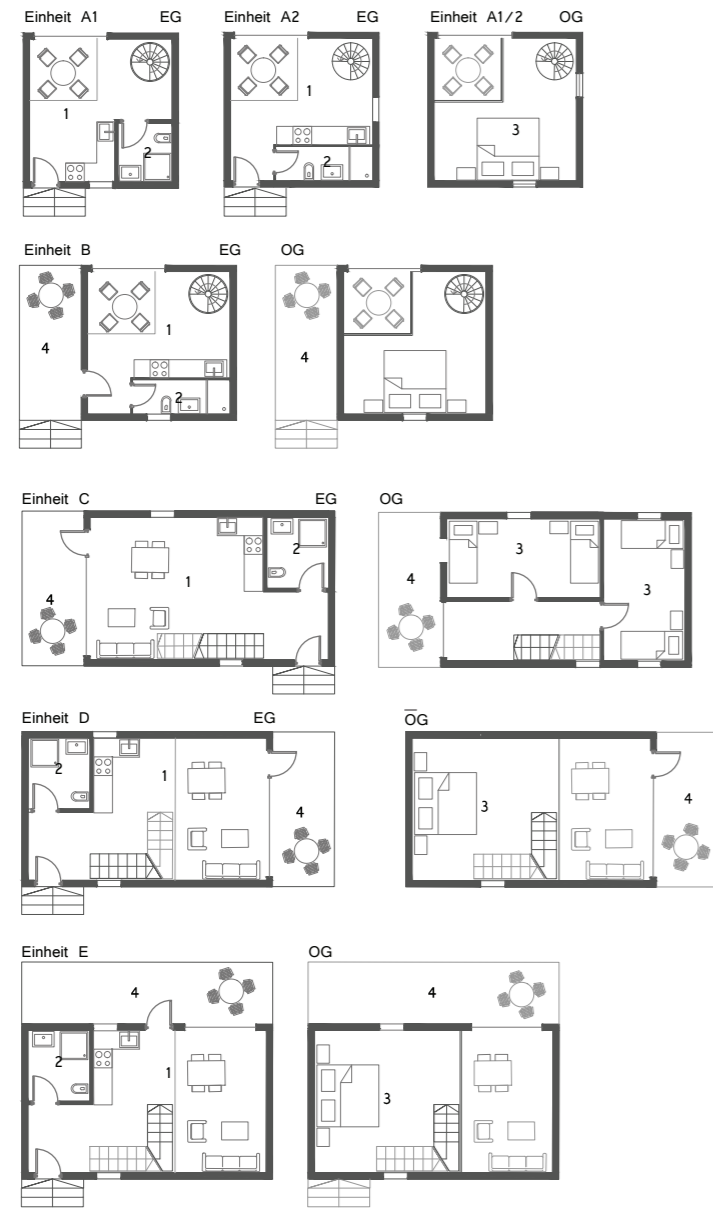 Einheit A1 EG Einheit A2 EG Einheit A1/2 OG
1 1 3
2 2
Einheit B EG OG
1
4 4
2
Einheit C EG OG
2 3
1 3
4 4
Einheit D EG OG
2 1
3 4
4
Einheit E OG
4 4
2 1
3